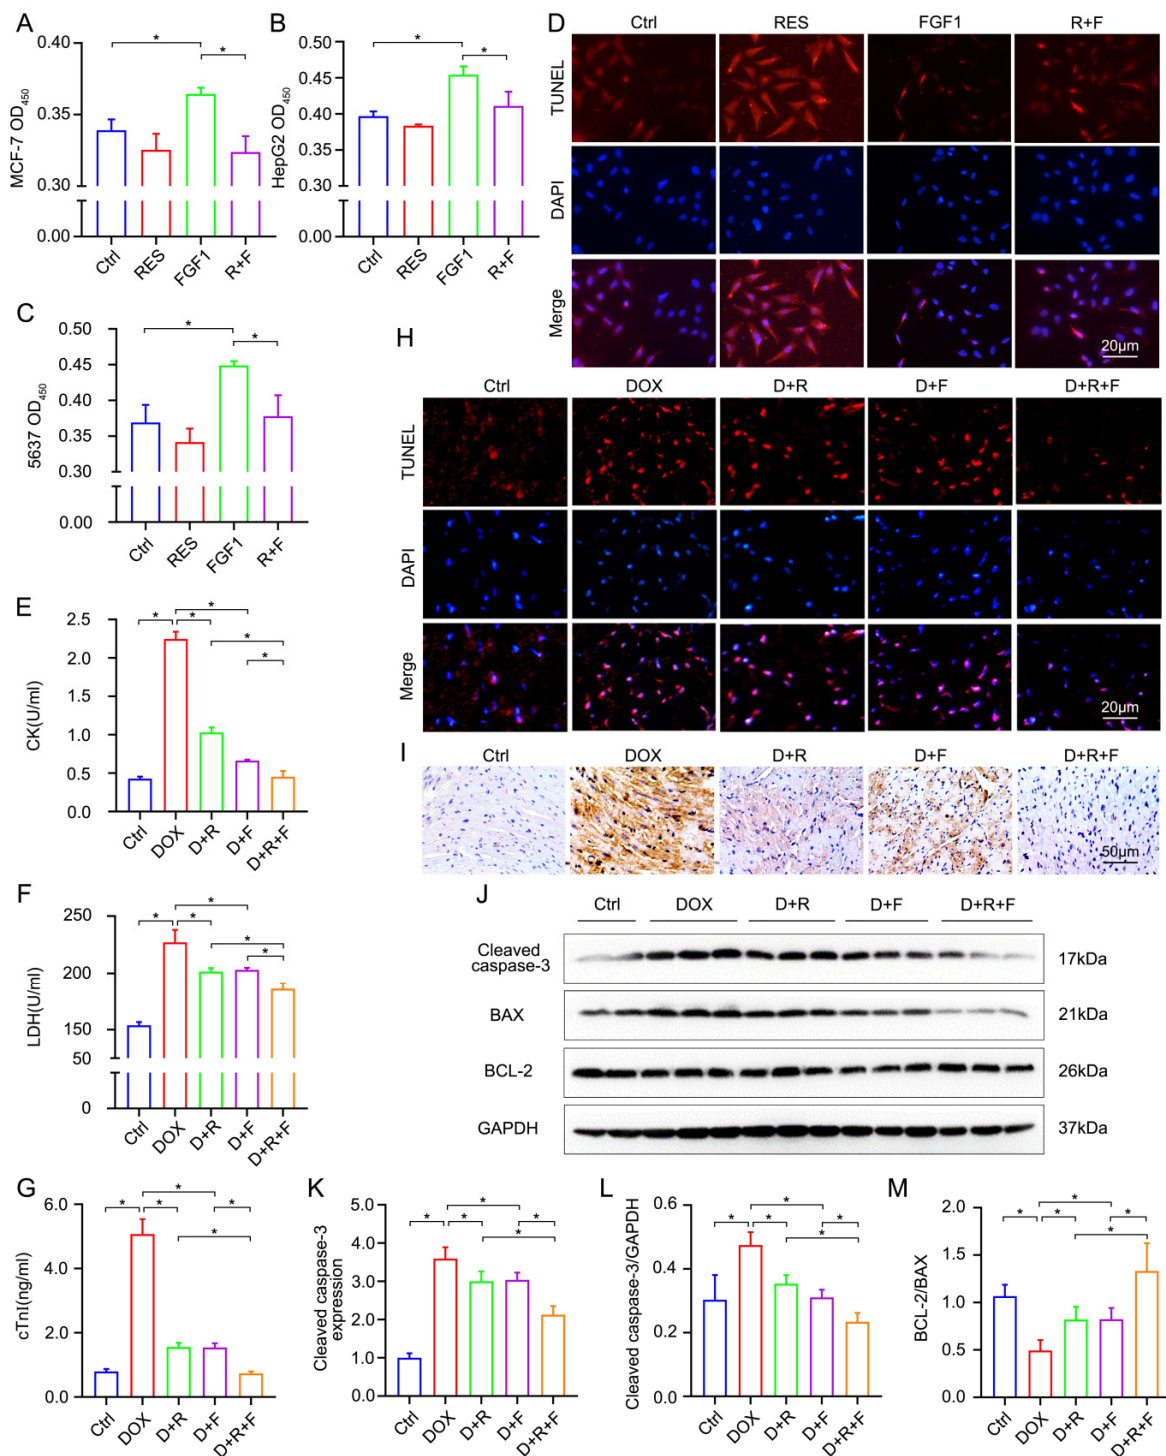 A
MCF-7 OD450
0.40
0.35
0.30
0.00
Ctrl
RES
FGF1
R+F
*
*
B
HepG2 OD450
0.50
0.45
0.40
0.35
0.30
0.00
Ctrl
RES
FGF1
R+F
*
*
C
5637 OD450
0.50
0.45
0.40
0.35
0.30
0.00
Ctrl
RES
FGF1
R+F
*
*
D
Ctrl
RES
FGF1
R+F
TUNEL
DAPI
Merge
20μm
E
CK(U/ml)
2.5
2.0
1.5
1.0
0.5
0.0
Ctrl
DOX
D+R
D+F
D+R+F
*
* *
*
*
F
LDH(U/ml)
250
200
150
50
0
Ctrl
DOX
D+R
D+F
D+R+F
*
* *
*
*
G
cTnI(ng/ml)
6.0
4.0
2.0
0.0
Ctrl
DOX
D+R
D+F
D+R+F
*
* * *
*
H
Ctrl
DOX
D+R
D+F
D+R+F
TUNEL
DAPI
Merge
20μm
I
Ctrl
DOX
D+R
D+F
D+R+F
50μm
J
Ctrl
DOX
D+R
D+F
D+R+F
Cleaved
caspase-3
17kDa
BAX
21kDa
BCL-2
26kDa
GAPDH
37kDa
K
Cleaved caspase-3
expression
5.0
4.0
3.0
2.0
1.0
0.0
Ctrl
DOX
D+R
D+F
D+R+F
*
* * *
*
L
Cleaved caspase-3/GAPDH
0.6
0.4
0.2
0.0
Ctrl
DOX
D+R
D+F
D+R+F
*
* * *
*
M
BCL-2/BAX
2.0
1.5
1.0
0.5
0.0
Ctrl
DOX
D+R
D+F
D+R+F
*
* * *
*